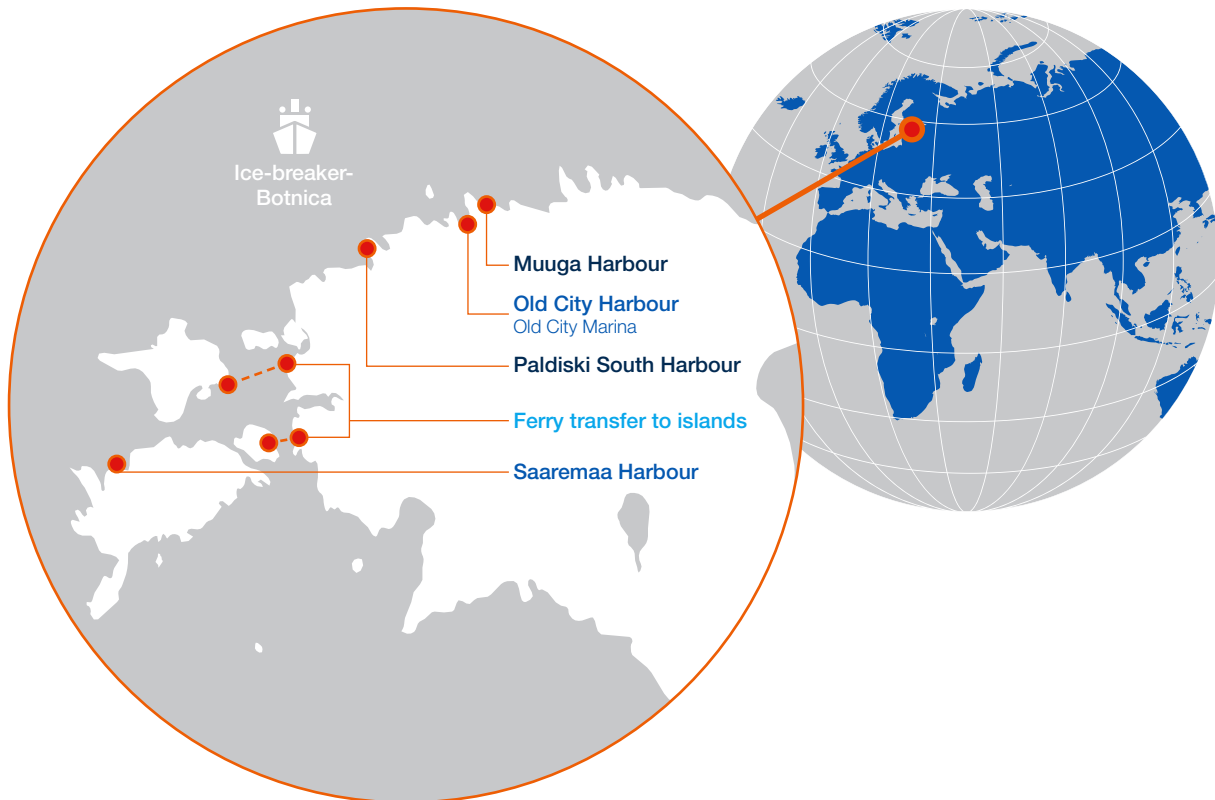 Ice-breaker-
Botnica
Muuga Harbour
Old City Harbour
Old City Marina
Paldiski South Harbour
Ferry transfer to islands
Saaremaa Harbour